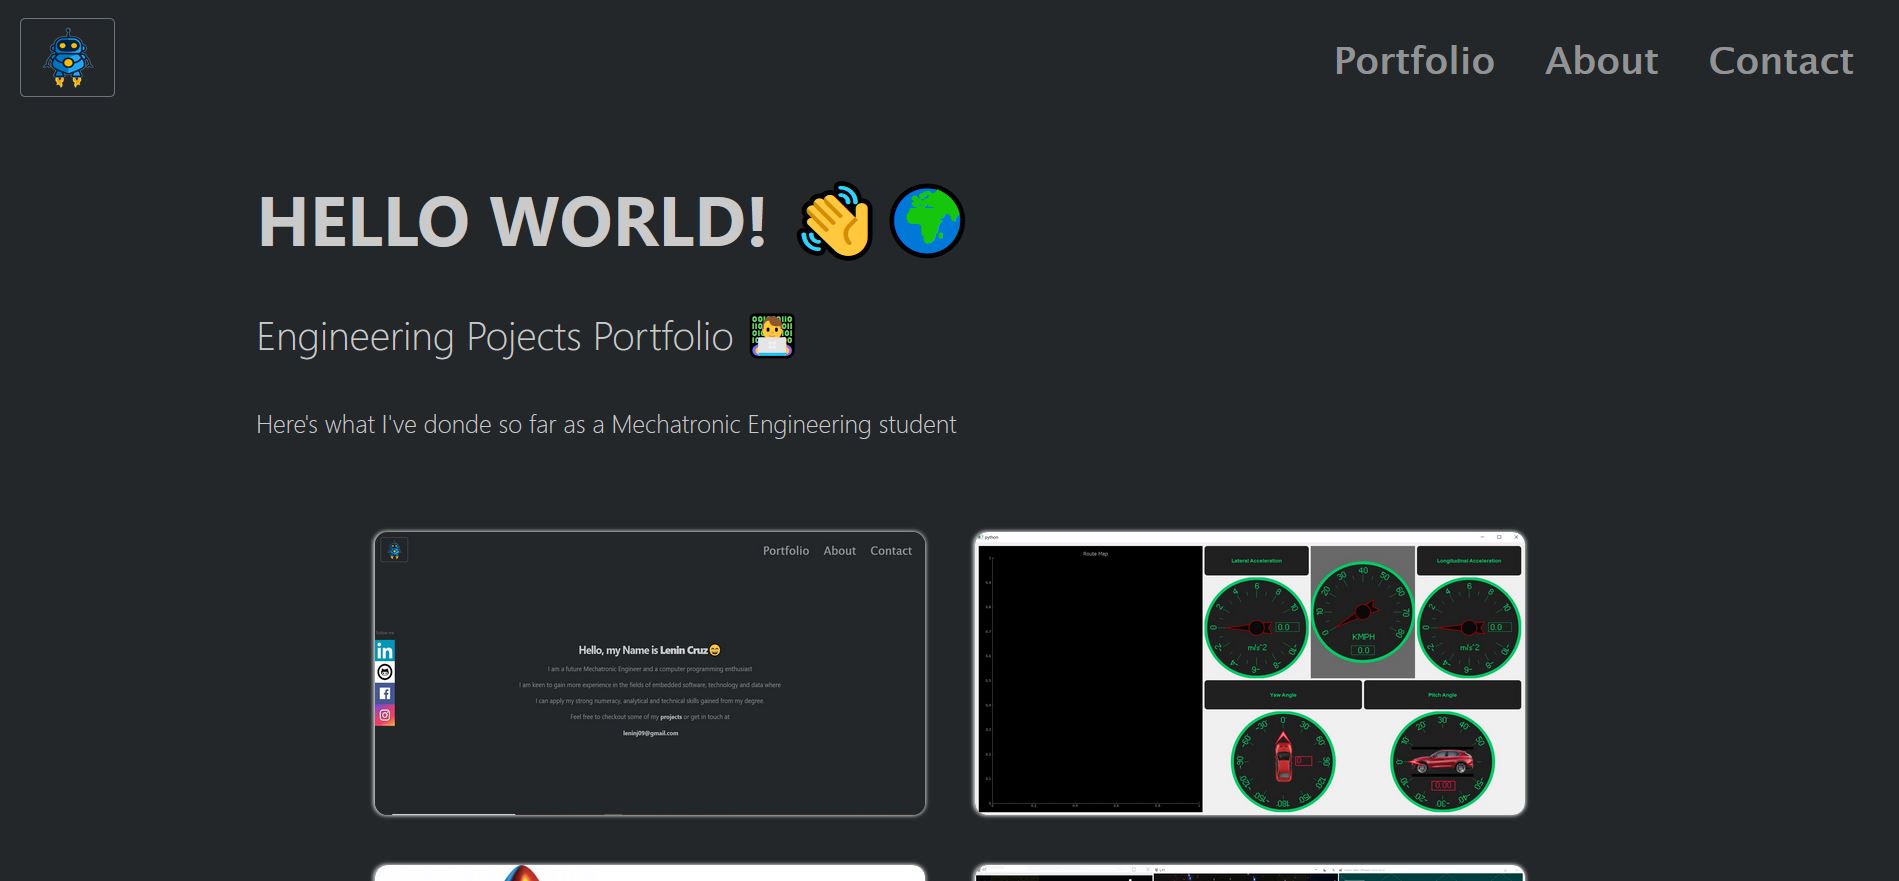 Portfolio About Contact
HELLO WORLD!
Engineering Pojects Portfolio
Here's what I've donde so far as a Mechatronic Engineering student
Portfolio About Contact
Follow me
in
Hello, my Name is Lenin Cruz
I am a future Mechatronic Engineer and a computer programming enthusiast
I am keen to gain more experience in the fields of embedded software, technology and data where
I can apply my strong numeracy, analytical and technical skills gained from my degree.
Feel free to checkout some of my projects or get in touch at
leninj09@gmail.com
python
Route Map
Lateral Acceleration
Longitudinal Acceleration
m/s^2
0.0
KMPH
0.0
m/s^2
0.0
Yaw Angle
Pitch Angle
0
0.00